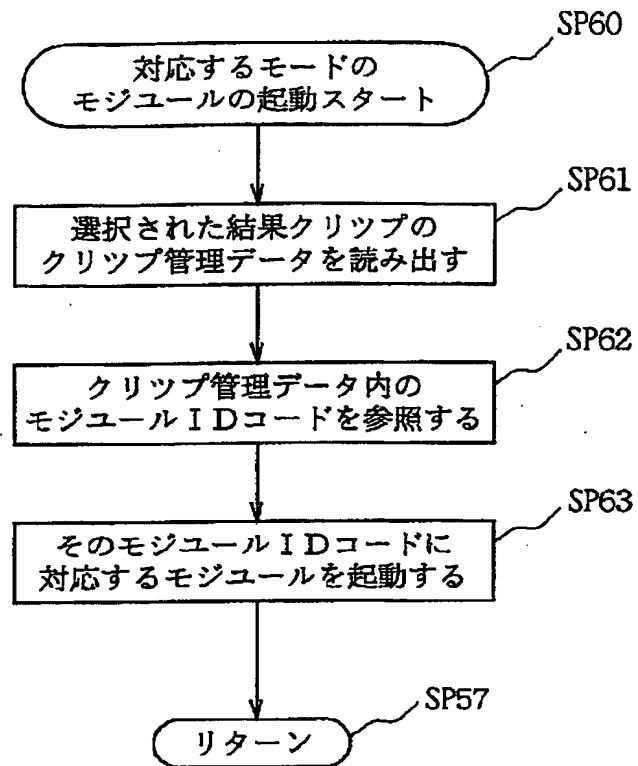 SP60
対応するモードの
モジユールの起動スタート
SP61
選択された結果クリツプの
クリツプ管理データを読み出す
SP62
クリツプ管理データ内の
モジユールＩＤコードを参照する
SP63
そのモジユールＩＤコードに
対応するモジユールを起動する
SP57
リターン